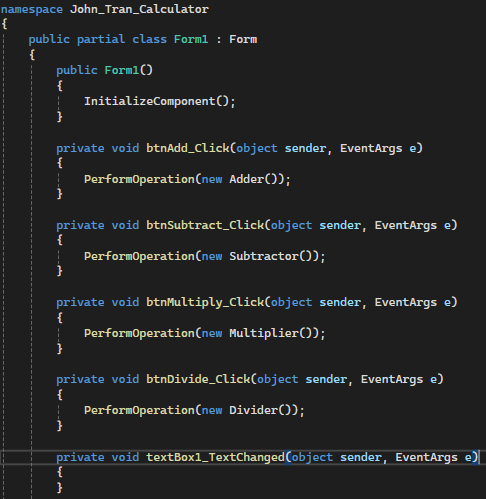 namespace John_Tran_Calculator
{
public partial class Form1 : Form
{
public Form1()
{
InitializeComponent();
}
private void btnAdd_Click(object sender, EventArgs e)
{
PerformOperation(new Adder());
}
private void btnSubtract_Click(object sender, EventArgs e)
{
PerformOperation(new Subtractor());
}
private void btnMultiply_Click(object sender, EventArgs e)
{
PerformOperation(new Multiplier());
}
private void btnDivide_Click(object sender, EventArgs e)
{
PerformOperation(new Divider());
}
private void textBox1_TextChanged(object sender, EventArgs e)
{
}